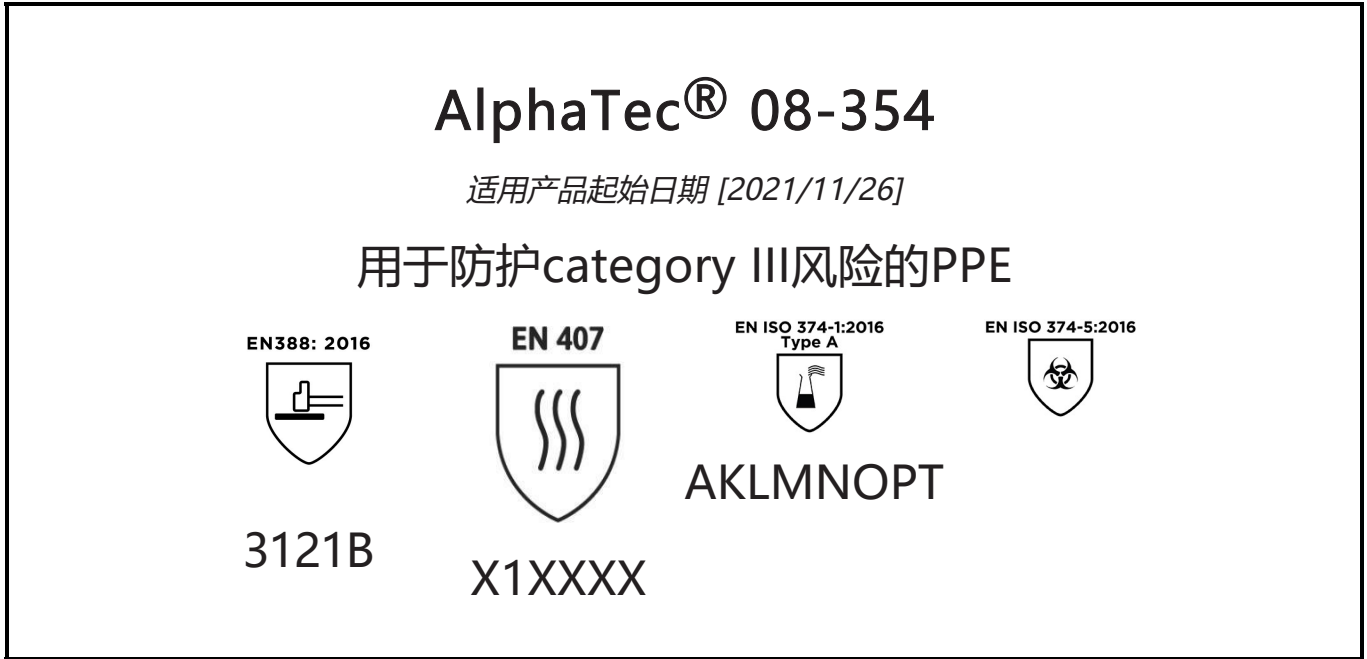 AlphaTec® 08-354
适用产品起始日期 [2021/11/26]
用于防护category III风险的PPE
EN388: 2016
3121B
EN 407
X1XXXX
EN ISO 374-1:2016
Type A
AKLMNOPT
EN ISO 374-5:2016